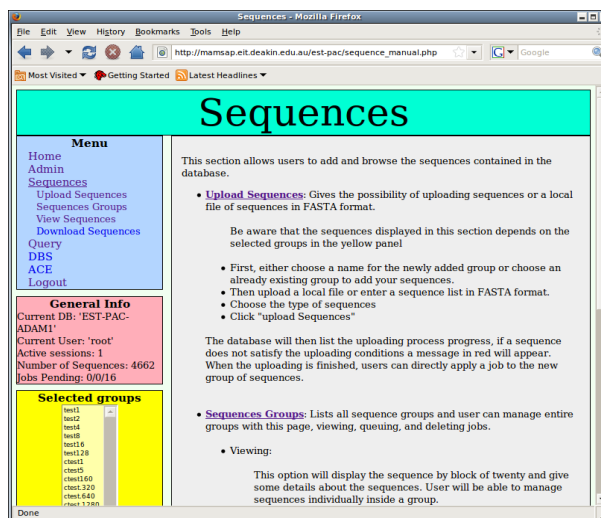 Sequences - Mozilla Firefox
File Edit View History Bookmarks Tools Help
http://mamsap.eit.deakin.edu.au/est-pac/sequence_manual.php
Google
Most Visited Getting Started Latest Headlines
Sequences
Menu
Home
Admin
Sequences
Upload Sequences
Sequences Groups
View Sequences
Download Sequences
Query
DBS
ACE
Logout
General Info
Current DB: 'EST-PAC-
ADAM1'
Current User: 'root'
Active sessions: 1
Number of Sequences: 4662
Jobs Pending: 0/0/16
Selected groups
test1
test2
test4
test8
test16
test128
ctest1
ctest5
ctest160
ctest.320
ctest.640
ctest.1280
This section allows users to add and browse the sequences contained in the
database.
• Upload Sequences: Gives the possibility of uploading sequences or a local
file of sequences in FASTA format.
Be aware that the sequences displayed in this section depends on the
selected groups in the yellow panel
• First, either choose a name for the newly added group or choose an
already existing group to add your sequences.
• Then upload a local file or enter a sequence list in FASTA format.
• Choose the type of sequences
• Click "upload Sequences"
The database will then list the uploading process progress, if a sequence
does not satisfy the uploading conditions a message in red will appear.
When the uploading is finished, users can directly apply a job to the new
group of sequences.
• Sequences Groups: Lists all sequence groups and user can manage entire
groups with this page, viewing, queuing, and deleting jobs.
• Viewing:
This option will display the sequence by block of twenty and give
some details about the sequences. User will be able to manage
sequences individually inside a group.
Done